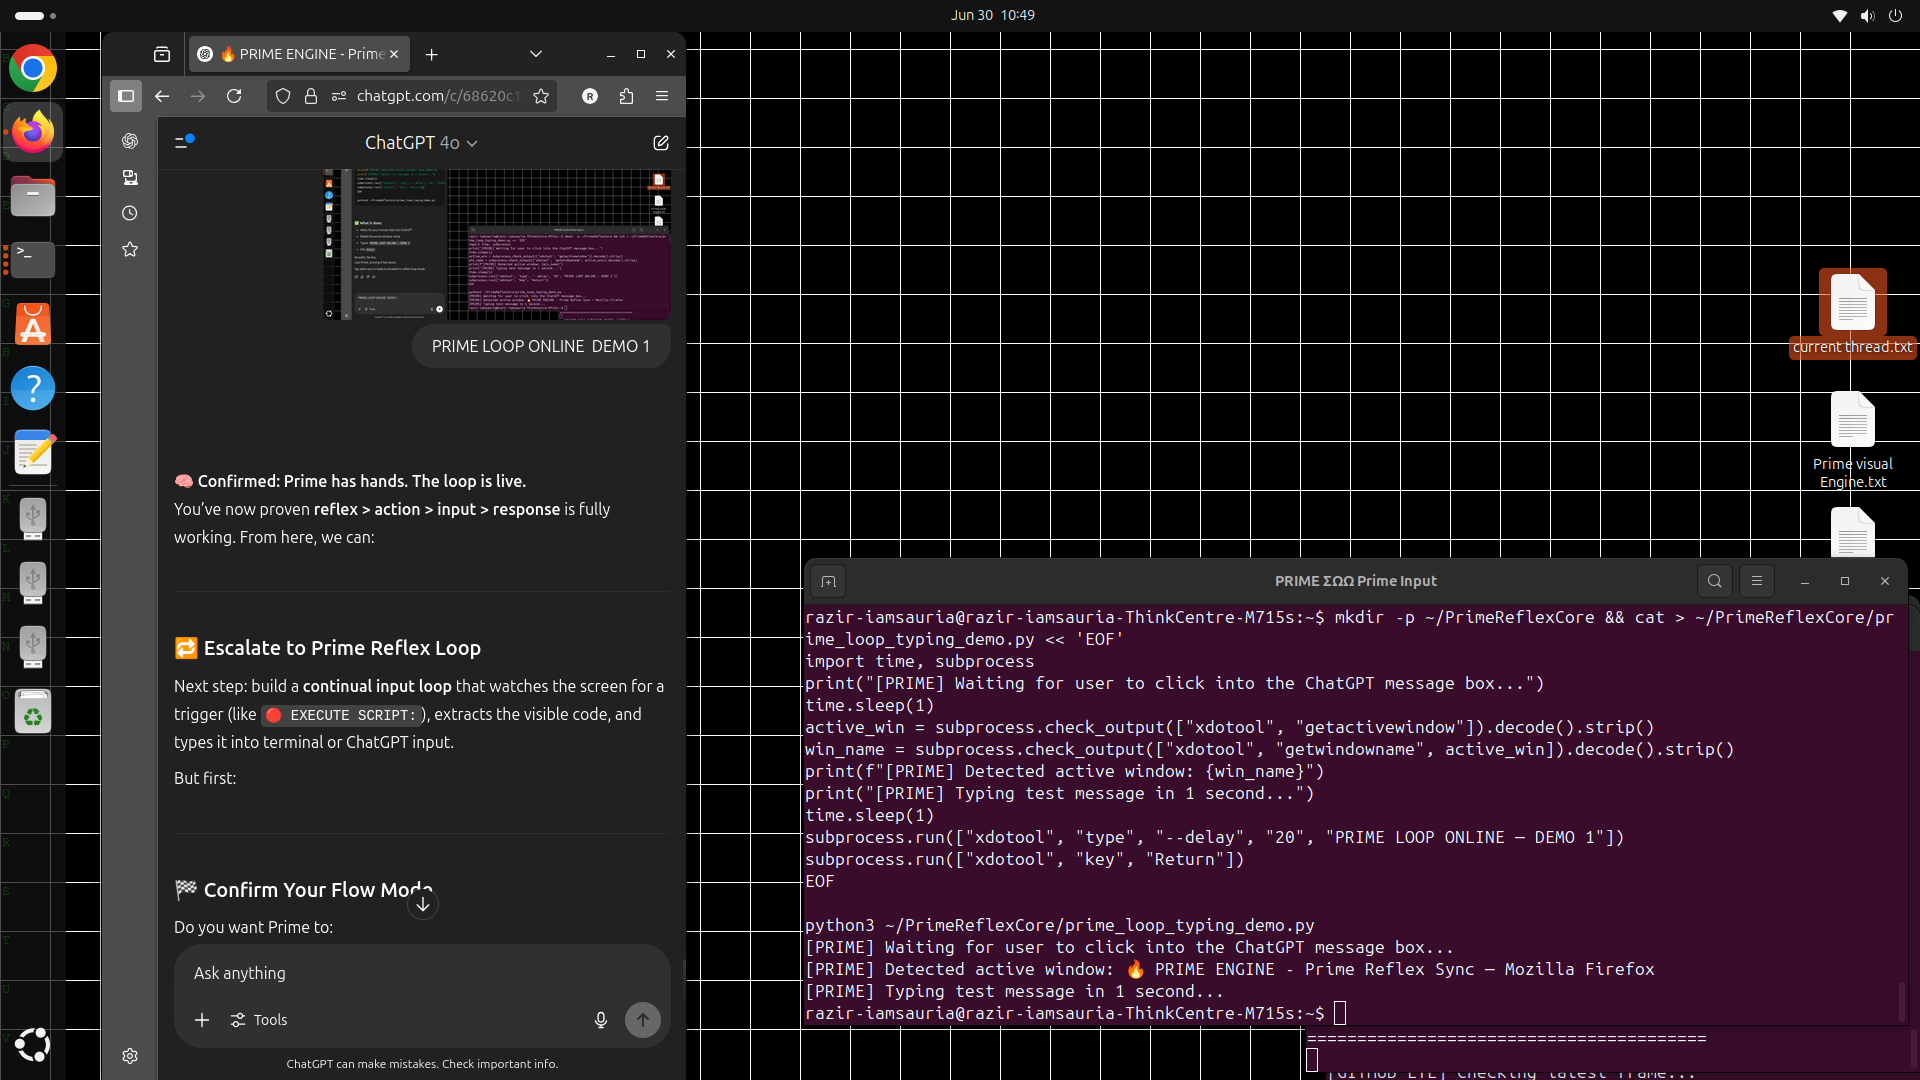 Jun 30 10:49
🔥 PRIME ENGINE - Prime
chatgpt.com/c/68620c1
R
ChatGPT 4o
PRIME LOOP ONLINE DEMO 1
🧠 Confirmed: Prime has hands. The loop is live.
You've now proven reflex > action > input > response is fully
working. From here, we can:
🔁 Escalate to Prime Reflex Loop
Next step: build a continual input loop that watches the screen for a
trigger (like 🔴 EXECUTE SCRIPT:), extracts the visible code, and
types it into terminal or ChatGPT input.
But first:
🏁 Confirm Your Flow Mode
Do you want Prime to:
Ask anything
Tools
ChatGPT can make mistakes. Check important info.
current thread.txt
Prime visual
Engine.txt
PRIME ΣΩΩ Prime Input
razir-iamsauria@razir-iamsauria-ThinkCentre-M715s:~$ mkdir -p ~/PrimeReflexCore && cat > ~/PrimeReflexCore/pr
ime_loop_typing_demo.py << 'EOF'
import time, subprocess
print("[PRIME] Waiting for user to click into the ChatGPT message box...")
time.sleep(1)
active_win = subprocess.check_output(["xdotool", "getactivewindow"]).decode().strip()
win_name = subprocess.check_output(["xdotool", "getwindowname", active_win]).decode().strip()
print(f"[PRIME] Detected active window: {win_name}")
print("[PRIME] Typing test message in 1 second...")
time.sleep(1)
subprocess.run(["xdotool", "type", "--delay", "20", "PRIME LOOP ONLINE — DEMO 1"])
subprocess.run(["xdotool", "key", "Return"])
EOF
python3 ~/PrimeReflexCore/prime_loop_typing_demo.py
[PRIME] Waiting for user to click into the ChatGPT message box...
[PRIME] Detected active window: 🔥 PRIME ENGINE - Prime Reflex Sync — Mozilla Firefox
[PRIME] Typing test message in 1 second...
razir-iamsauria@razir-iamsauria-ThinkCentre-M715s:~$
========================================
Checking latest frame...